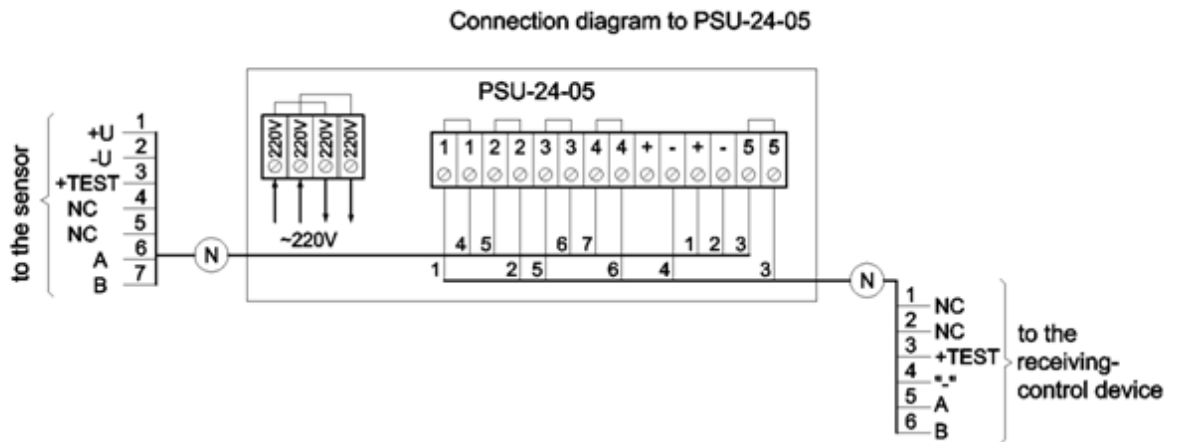 Connection diagram to PSU-24-05
PSU-24-05
220V 220V 220V 220V
~220V
1 1 2 2 3 3 4 4 + - + - 5 5
4 5 6 7 1 2 3
1 2 5 6 4 3
to the sensor
+U 1
-U 2
+TEST 3
NC 4
NC 5
A 6
B 7
N
N
1 NC
2 NC
3 +TEST
4 "-"
5 A
6 B
to the
receiving-
control device